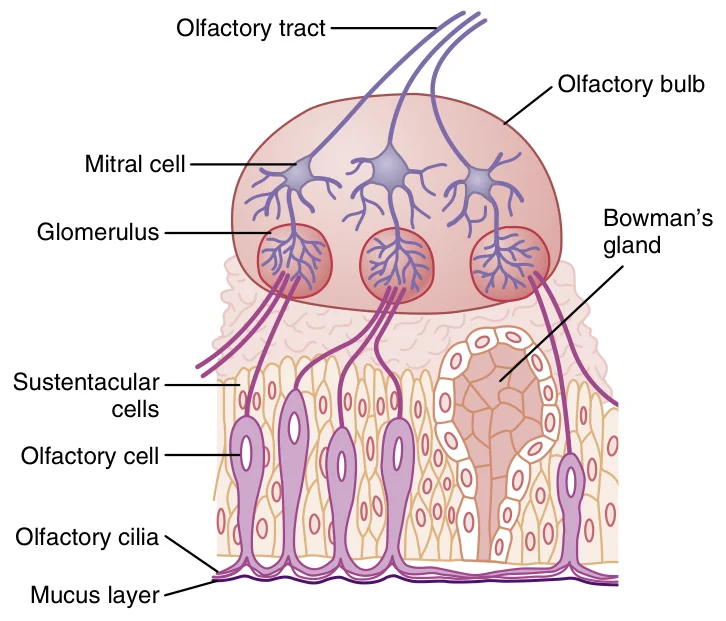 Olfactory tract
Olfactory bulb
Mitral cell
Bowman's
gland
Glomerulus
Sustentacular
cells
Olfactory cell
Olfactory cilia
Mucus layer